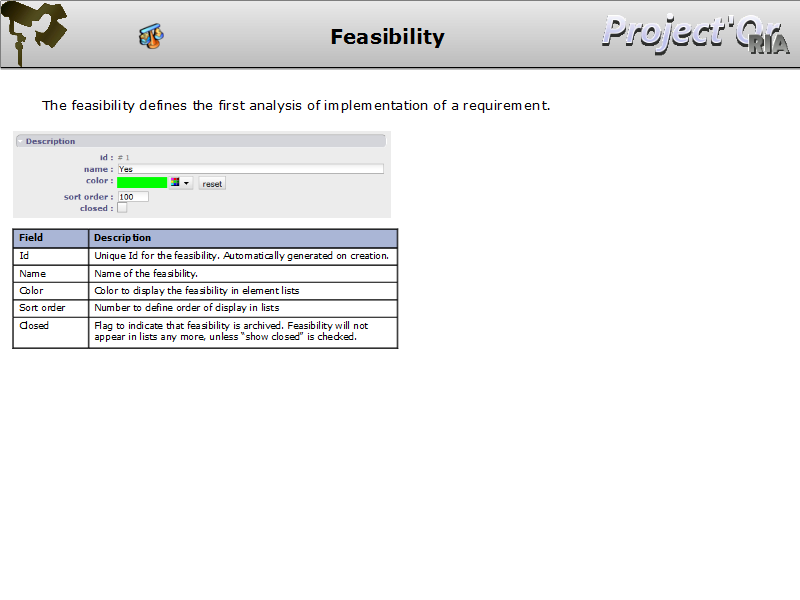 Feasibility
Project'Or
RIA
The feasibility defines the first analysis of implementation of a requirement.
Description
id : # 1
name : Yes
color : reset
sort order : 100
closed :
Field Description
Id Unique Id for the feasibility. Automatically generated on creation.
Name Name of the feasibility.
Color Color to display the feasibility in element lists
Sort order Number to define order of display in lists
Closed Flag to indicate that feasibility is archived. Feasibility will not
appear in lists any more, unless “show closed” is checked.